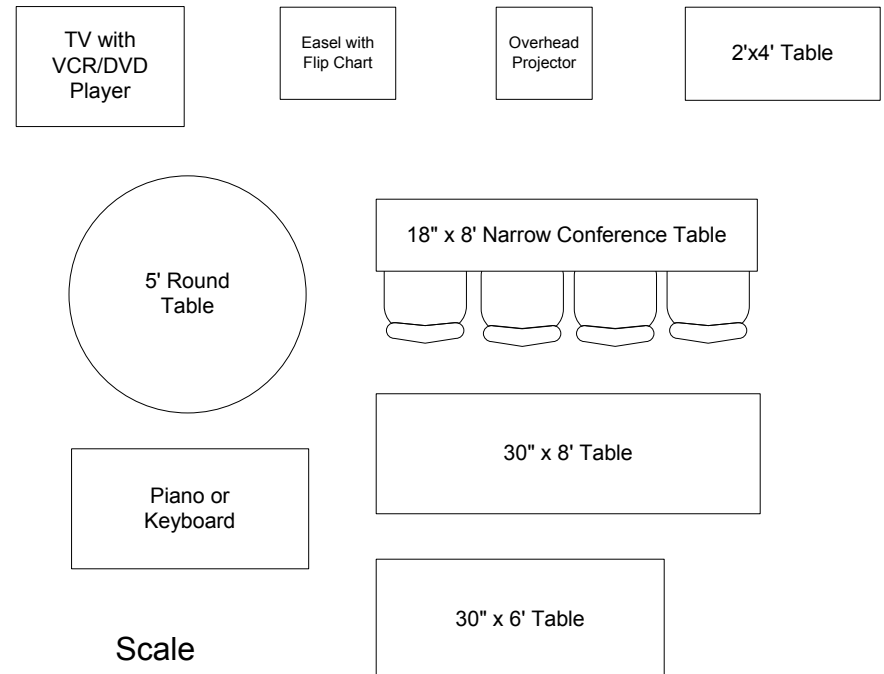 TV with
VCR/DVD
Player
Easel with
Flip Chart
Overhead
Projector
2'x4' Table
5' Round
Table
18" x 8' Narrow Conference Table
30" x 8' Table
Piano or
Keyboard
30" x 6' Table
Scale